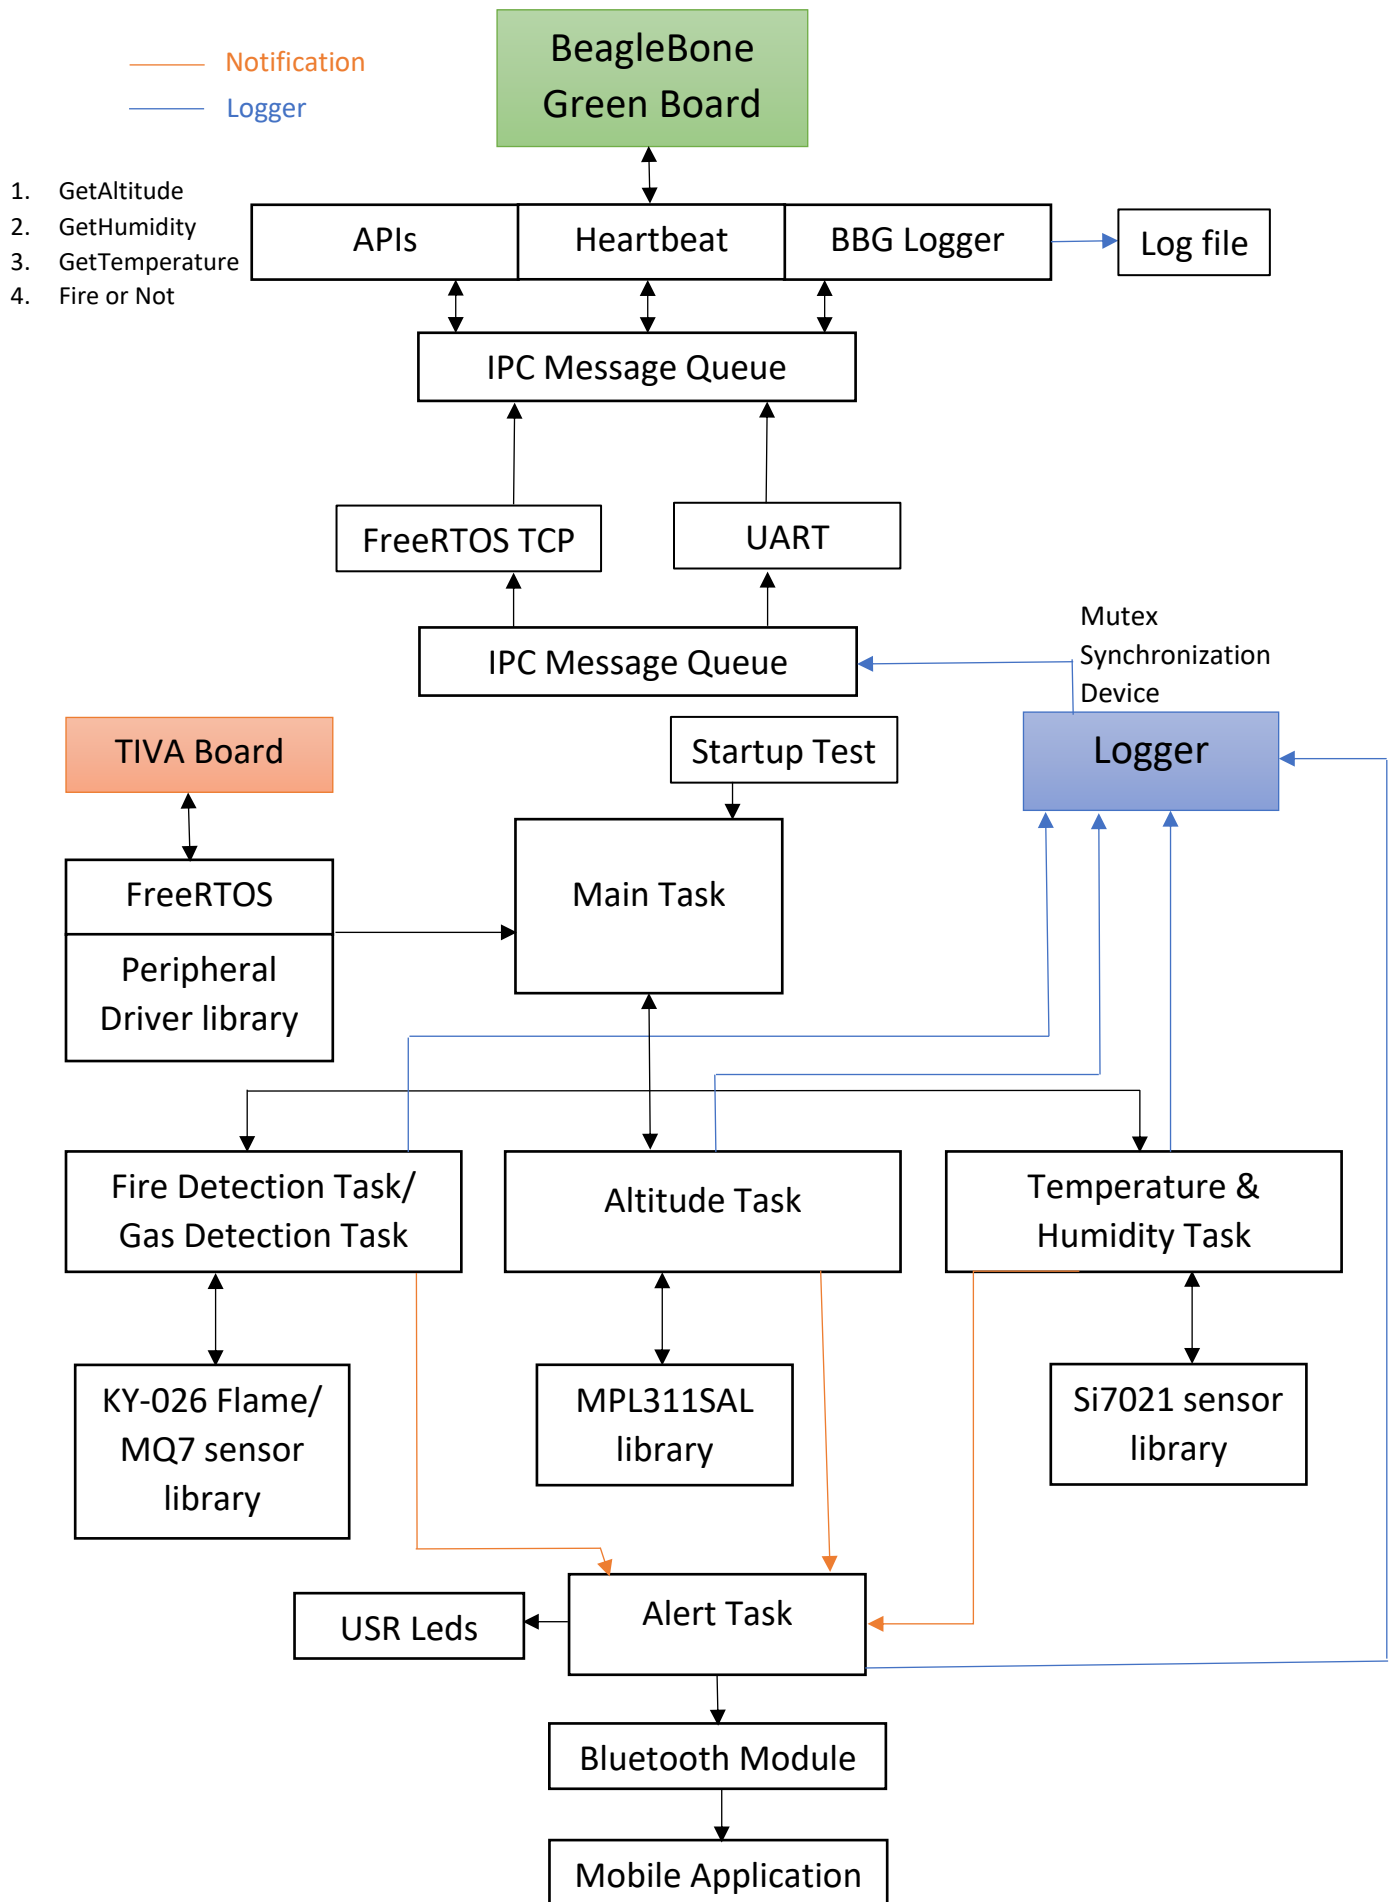 BeagleBone
Green Board
Notification
Logger
1. GetAltitude
2. GetHumidity
3. GetTemperature
4. Fire or Not
APIs
Heartbeat
BBG Logger
Log file
IPC Message Queue
FreeRTOS TCP
UART
IPC Message Queue
Mutex
Synchronization
Device
TIVA Board
Startup Test
Logger
FreeRTOS
Peripheral
Driver library
Main Task
Fire Detection Task/
Gas Detection Task
Altitude Task
Temperature &
Humidity Task
KY-026 Flame/
MQ7 sensor
library
MPL311SAL
library
Si7021 sensor
library
USR Leds
Alert Task
Bluetooth Module
Mobile Application